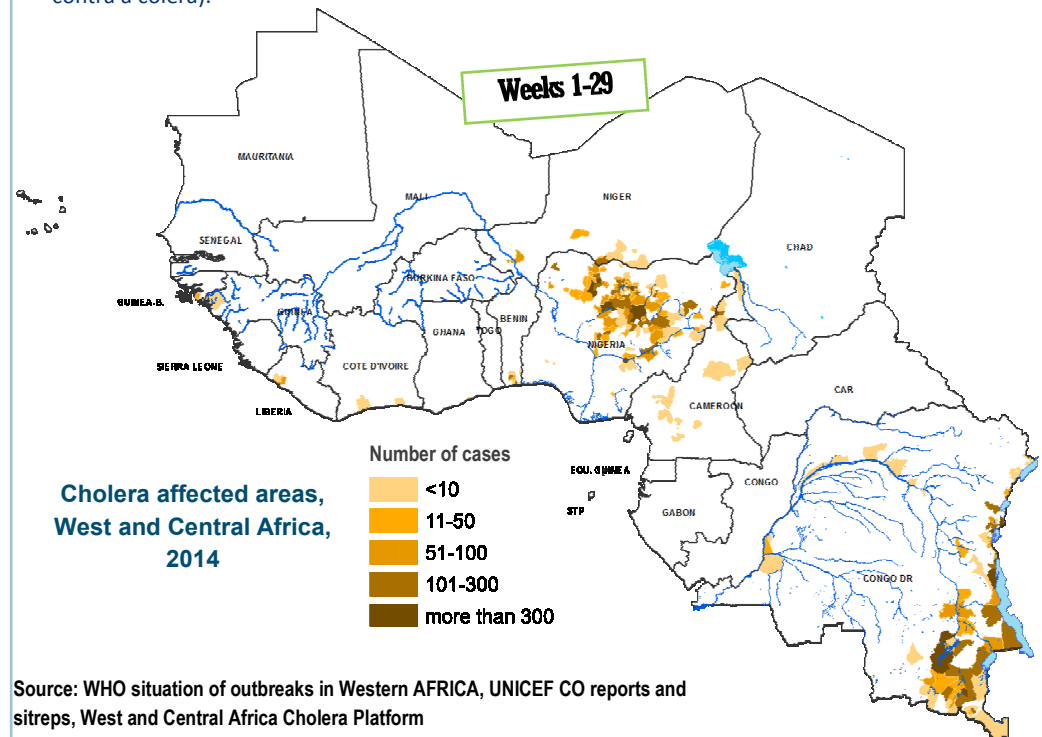 contra a cólera).
Weeks 1-29
MAURITANIA
MALI
NIGER
CHAD
SENEGAL
BURKINA FASO
GUINEA-B.
GUINEA
BENIN
GHANA
TOGO
NIGERIA
SIERRA LEONE
COTE D'IVOIRE
LIBERIA
CAR
CAMEROON
EQU. GUINEA
CONGO
STP
GABON
CONGO DR
Number of cases
<10
11-50
51-100
101-300
more than 300
Cholera affected areas,
West and Central Africa,
2014
Source: WHO situation of outbreaks in Western AFRICA, UNICEF CO reports and
sitreps, West and Central Africa Cholera Platform